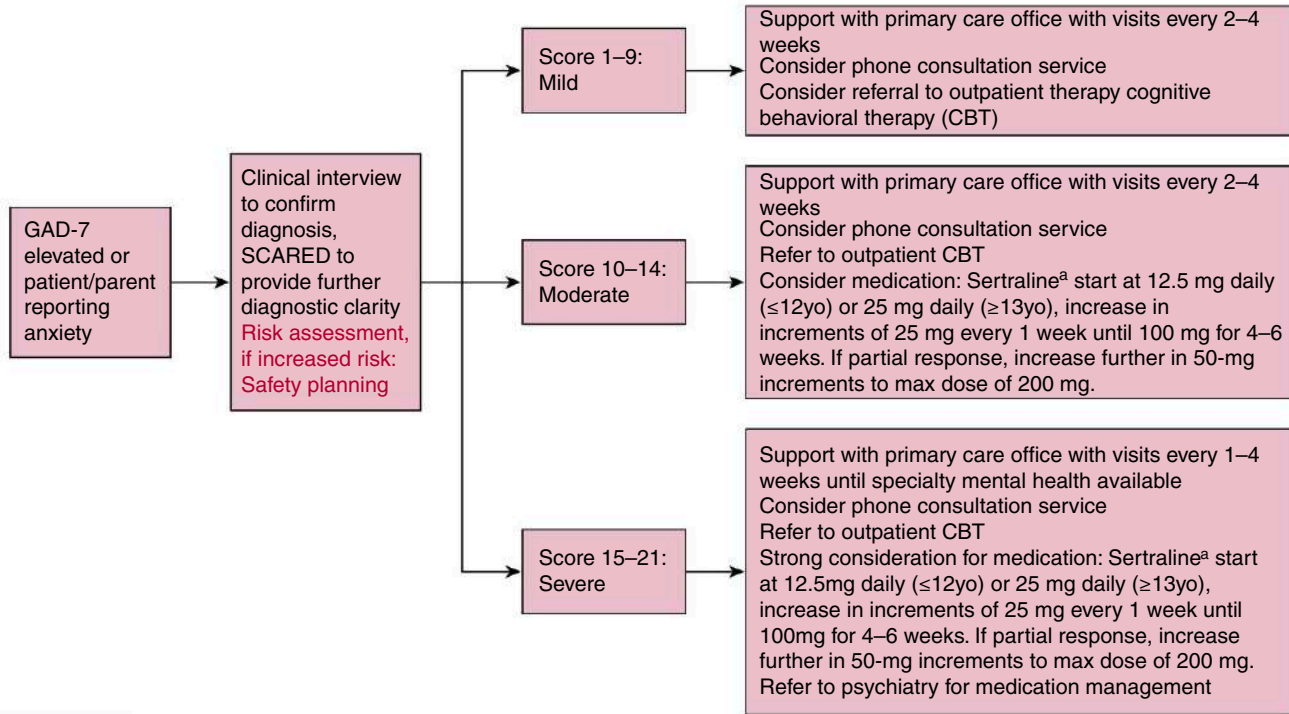 GAD-7
elevated or
patient/parent
reporting
anxiety
Clinical interview
to confirm
diagnosis,
SCARED to
provide further
diagnostic clarity
Risk assessment,
if increased risk:
Safety planning
Score 1–9:
Mild
Support with primary care office with visits every 2–4
weeks
Consider phone consultation service
Consider referral to outpatient therapy cognitive
behavioral therapy (CBT)
Score 10–14:
Moderate
Support with primary care office with visits every 2–4
weeks
Consider phone consultation service
Refer to outpatient CBT
Consider medication: Sertralineᵃ start at 12.5 mg daily
(≤12yo) or 25 mg daily (≥13yo), increase in
increments of 25 mg every 1 week until 100 mg for 4–6
weeks. If partial response, increase further in 50-mg
increments to max dose of 200 mg.
Score 15–21:
Severe
Support with primary care office with visits every 1–4
weeks until specialty mental health available
Consider phone consultation service
Refer to outpatient CBT
Strong consideration for medication: Sertralineᵃ start
at 12.5mg daily (≤12yo) or 25 mg daily (≥13yo),
increase in increments of 25 mg every 1 week until
100mg for 4–6 weeks. If partial response, increase
further in 50-mg increments to max dose of 200 mg.
Refer to psychiatry for medication management